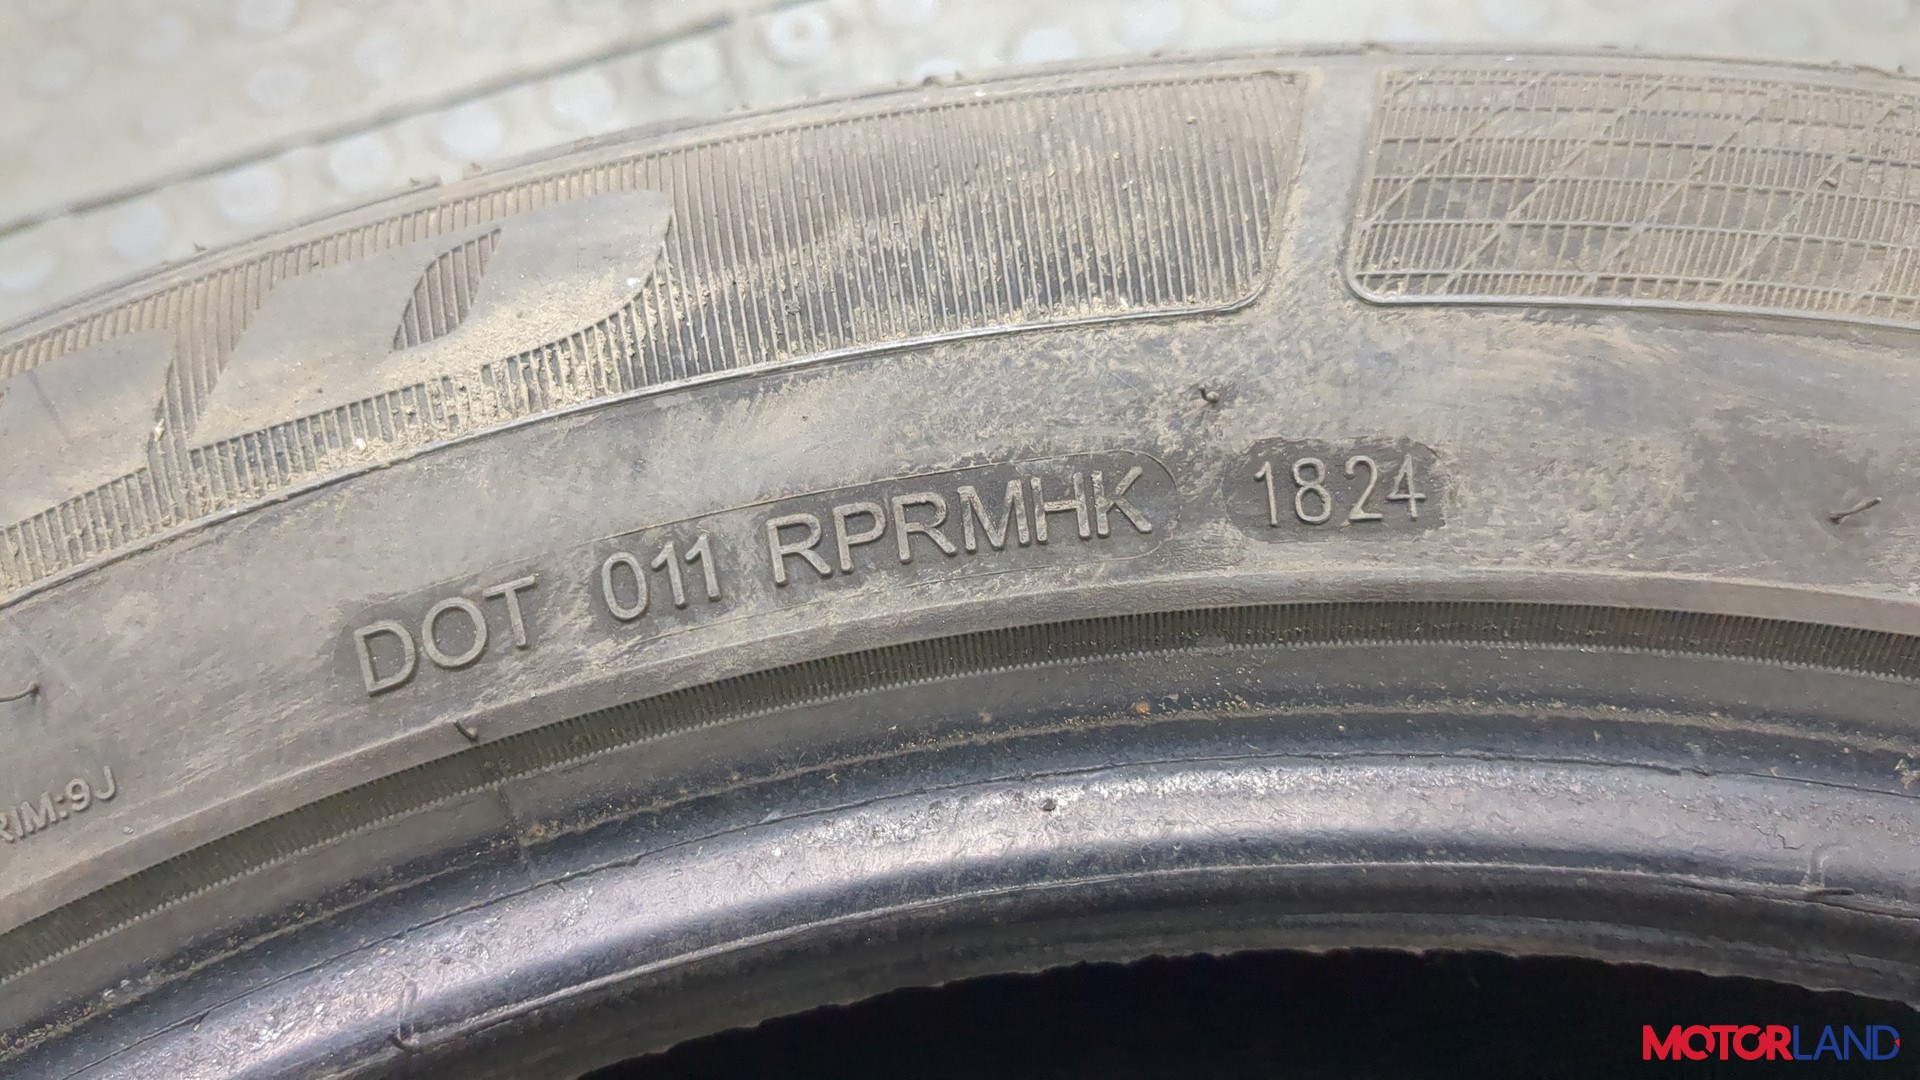 DOT 011 RPRMHK 1824
RIM:9J
MOTORLAND